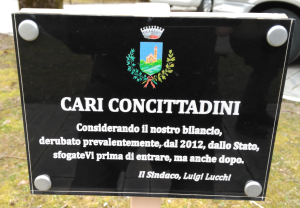 CARI CONCITTADINI
Considerando il nostro bilancio,
derubato prevalentemente, dal 2012, dallo Stato,
sfogateVi prima di entrare, ma anche dopo.
Il Sindaco, Luigi Lucchi